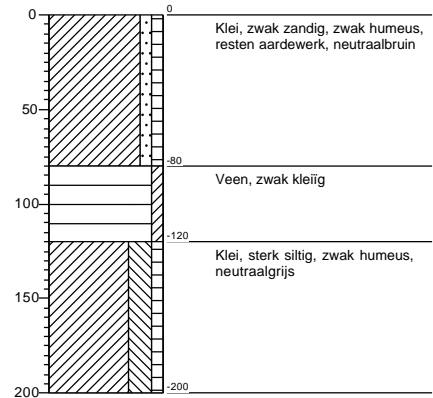 0
0
Klei, zwak zandig, zwak humeus,
resten aardewerk, neutraalbruin
50
-80
Veen, zwak kleiïg
100
-120
Klei, sterk siltig, zwak humeus,
neutraalgrijs
150
200
-200